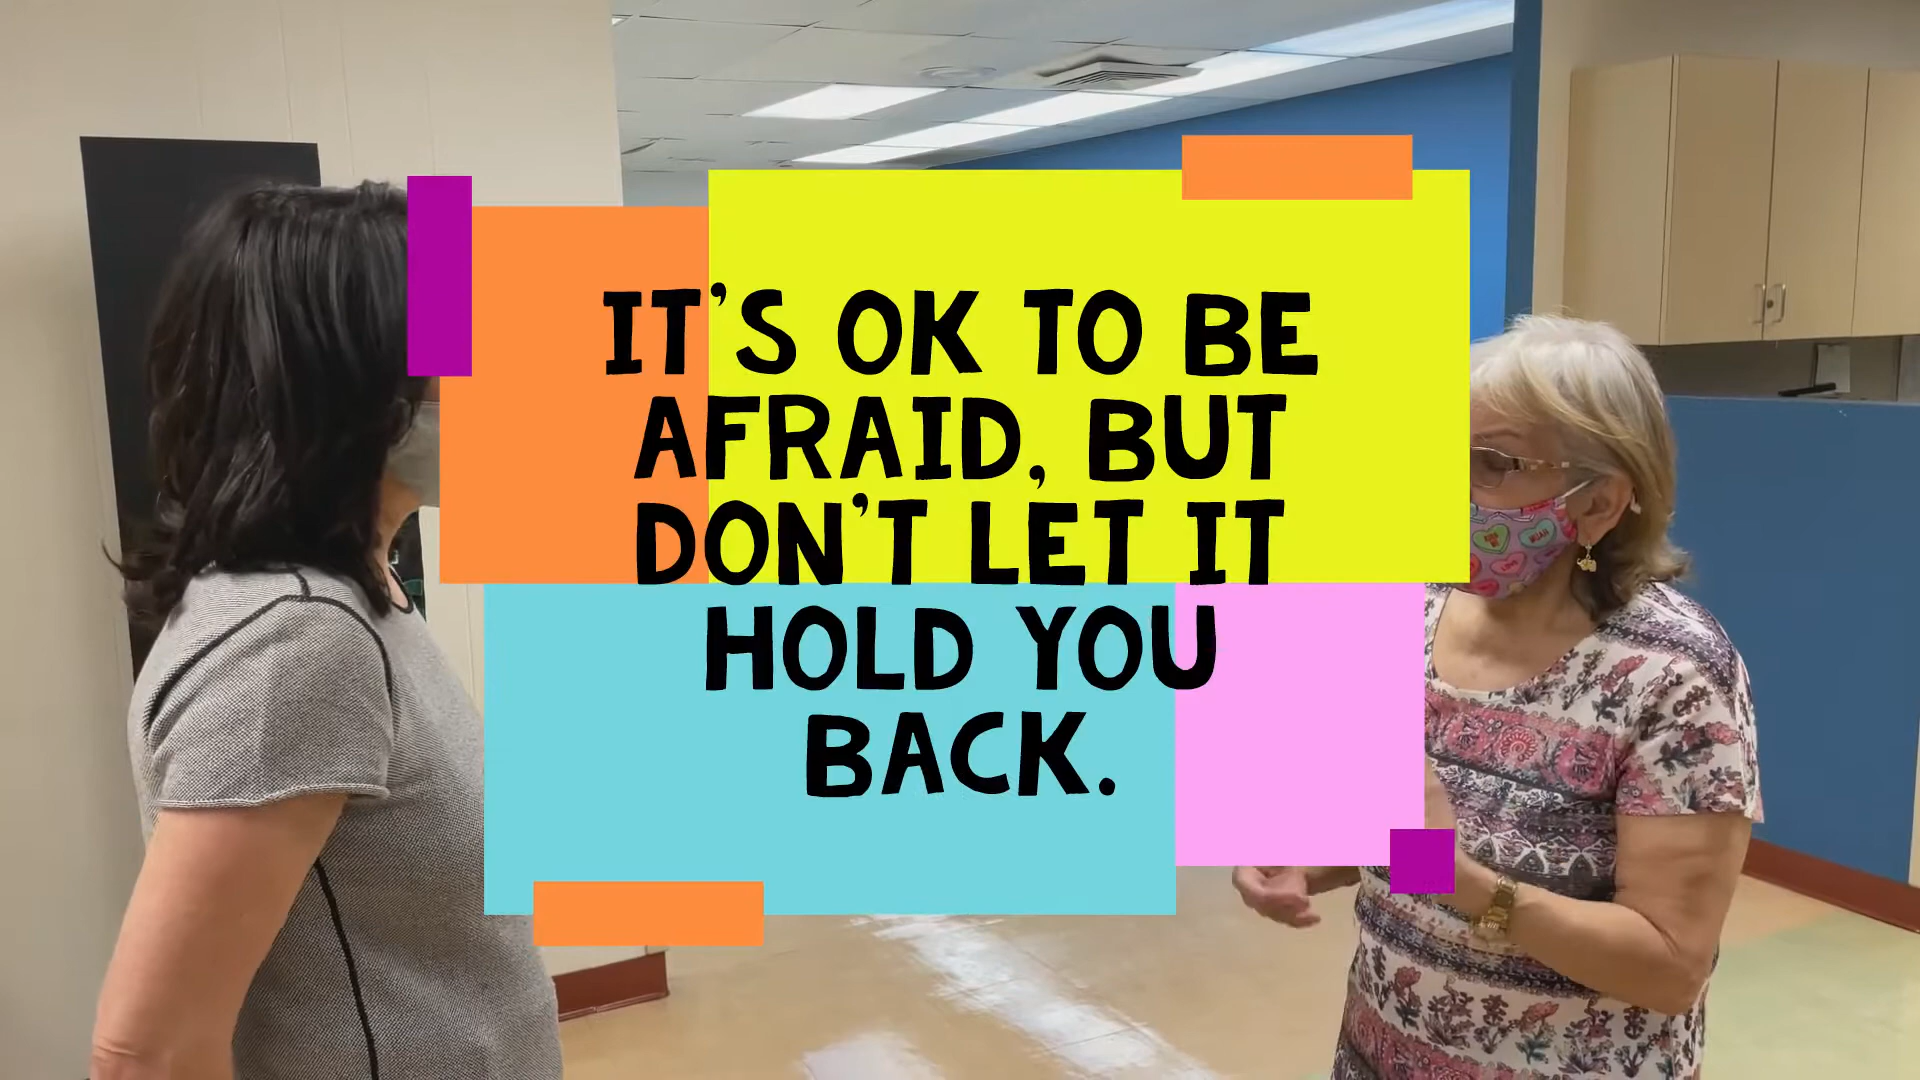 IT'S OK TO BE
AFRAID, BUT
DON'T LET IT
HOLD YOU
BACK.